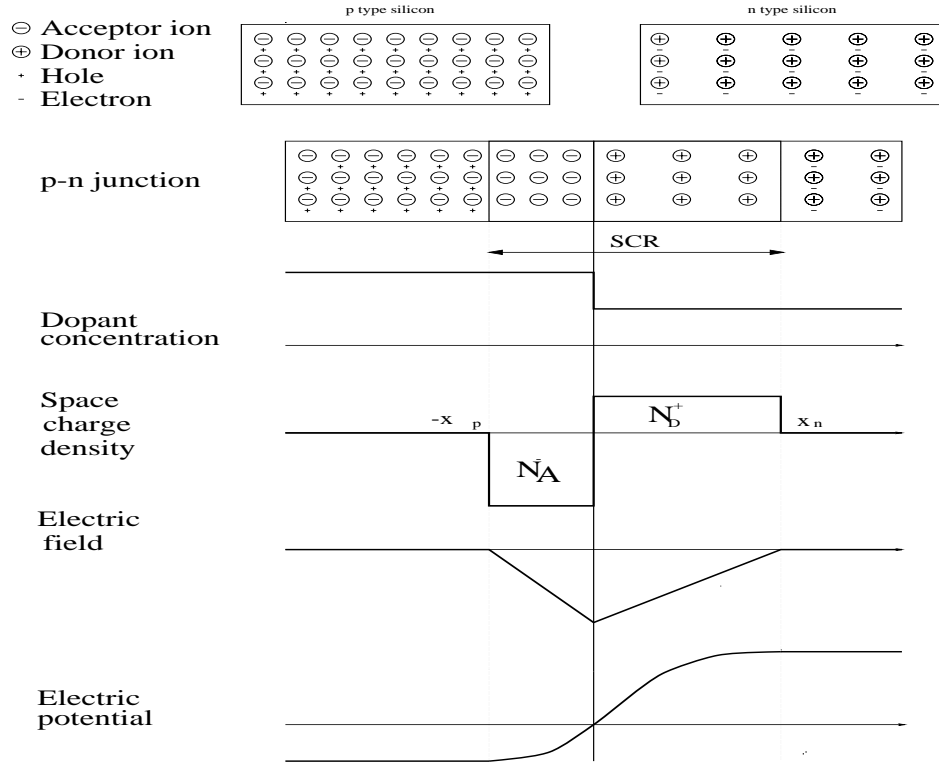 p type silicon
n type silicon
Acceptor ion
Donor ion
+ Hole
- Electron
p-n junction
SCR
Dopant
concentration
Space
charge
density
-x p
N_D^+
x n
N_A^-
Electric
field
Electric
potential